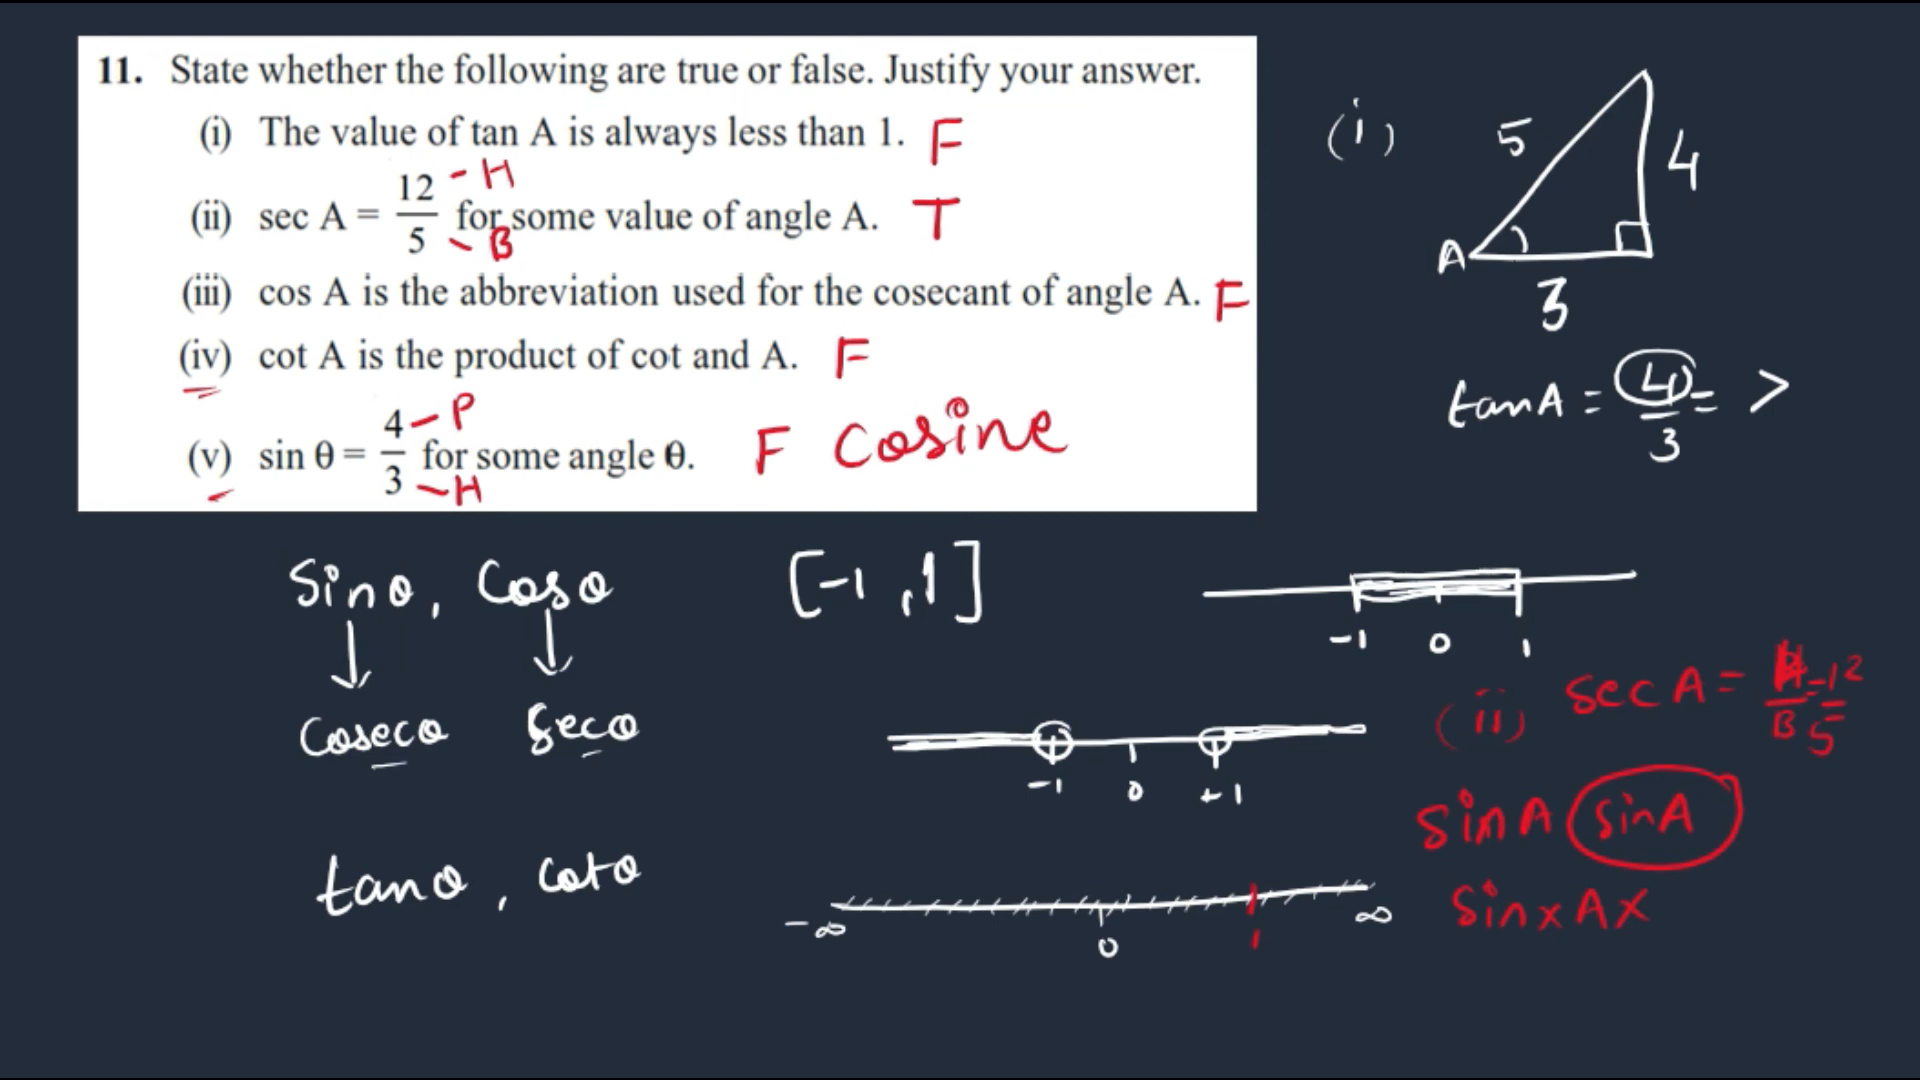 11. State whether the following are true or false. Justify your answer.
(i) The value of tan A is always less than 1. F
(ii) sec A = 12/5 for some value of angle A. T
- H
- B
(iii) cos A is the abbreviation used for the cosecant of angle A. F
(iv) cot A is the product of cot and A. F
(v) sin θ = 4/3 for some angle θ. F Cosine
- P
- H
(i)
5
4
A
3
tanA = 4/3 = >
Sinθ, Cosθ [-1, 1]
-1 0 1
Cosecθ Secθ
-1 0 +1
(ii) SecA = H/B = 12/5
SinA SinA
tanθ, cotθ
-∞ 0 1 ∞
Sin x A x